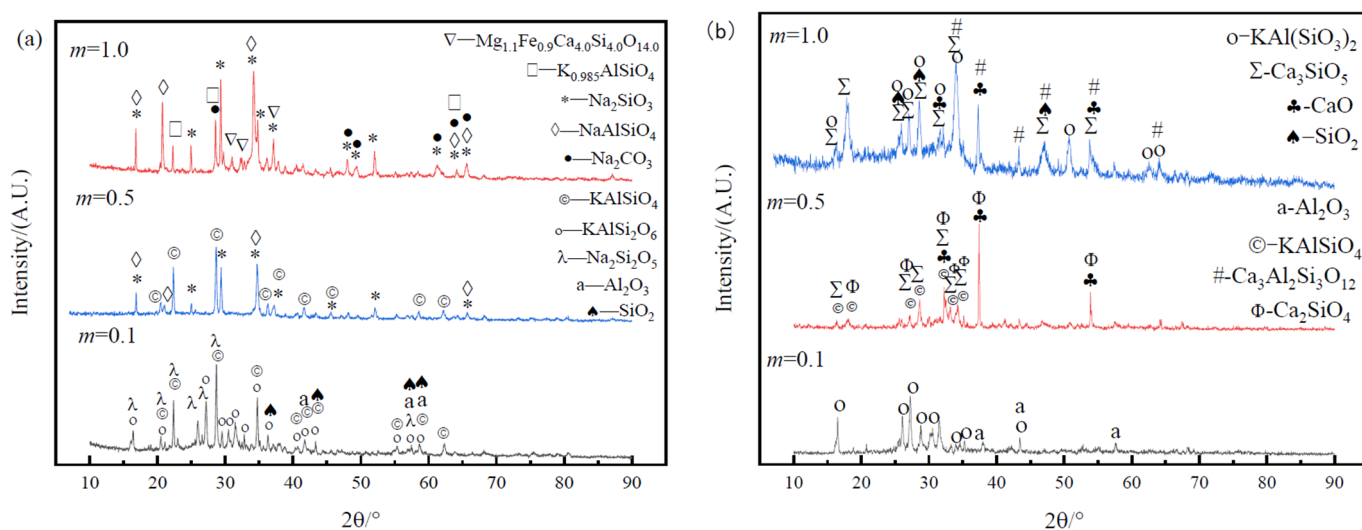 (a)
m=1.0
▽—Mg1.1Fe0.9Ca4.0Si4.0O14.0
□—K0.985AlSiO4
*—Na2SiO3
◊—NaAlSiO4
●—Na2CO3
m=0.5
©—KAlSiO4
o—KAlSi2O6
λ—Na2Si2O5
a—Al2O3
♠—SiO2
m=0.1
Intensity/(A.U.)
10 20 30 40 50 60 70 80 90
2θ/°
(b)
m=1.0
o-KAl(SiO3)2
Σ-Ca3SiO5
♣-CaO
♠-SiO2
m=0.5
a-Al2O3
©-KAlSiO4
#-Ca3Al2Si3O12
Φ-Ca2SiO4
m=0.1
Intensity/(A.U.)
10 20 30 40 50 60 70 80 90
2θ/°